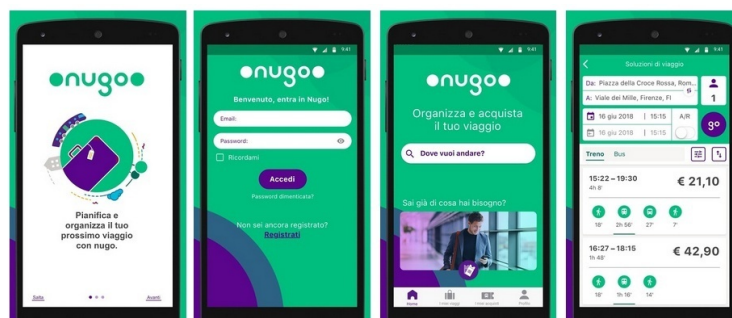 nugo
Pianifica e
organizza il tuo
prossimo viaggio
con nugo.
Salta
Avanti
9:41
nugo
Benvenuto, entra in Nugo!
Email:
Password:
Ricordami
Accedi
Password dimenticata?
Non sei ancora registrato?
Registrati
9:41
nugo
Organizza e acquista
il tuo viaggio
Dove vuoi andare?
Sai già di cosa hai bisogno?
Home
I miei viaggi
I miei acquisti
Profilo
9:41
Soluzioni di viaggio
Da: Piazza della Croce Rossa, Rom...
A: Viale dei Mille, Firenze, FI
1
16 giu 2018 | 15:15 A/R
16 giu 2018 | 15:15
go
Treno Bus
15:22 – 19:30 € 21,10
4h 8'
18' 2h 56' 27' 7'
16:27 – 18:15 € 42,90
1h 48'
18' 1h 16' 14'